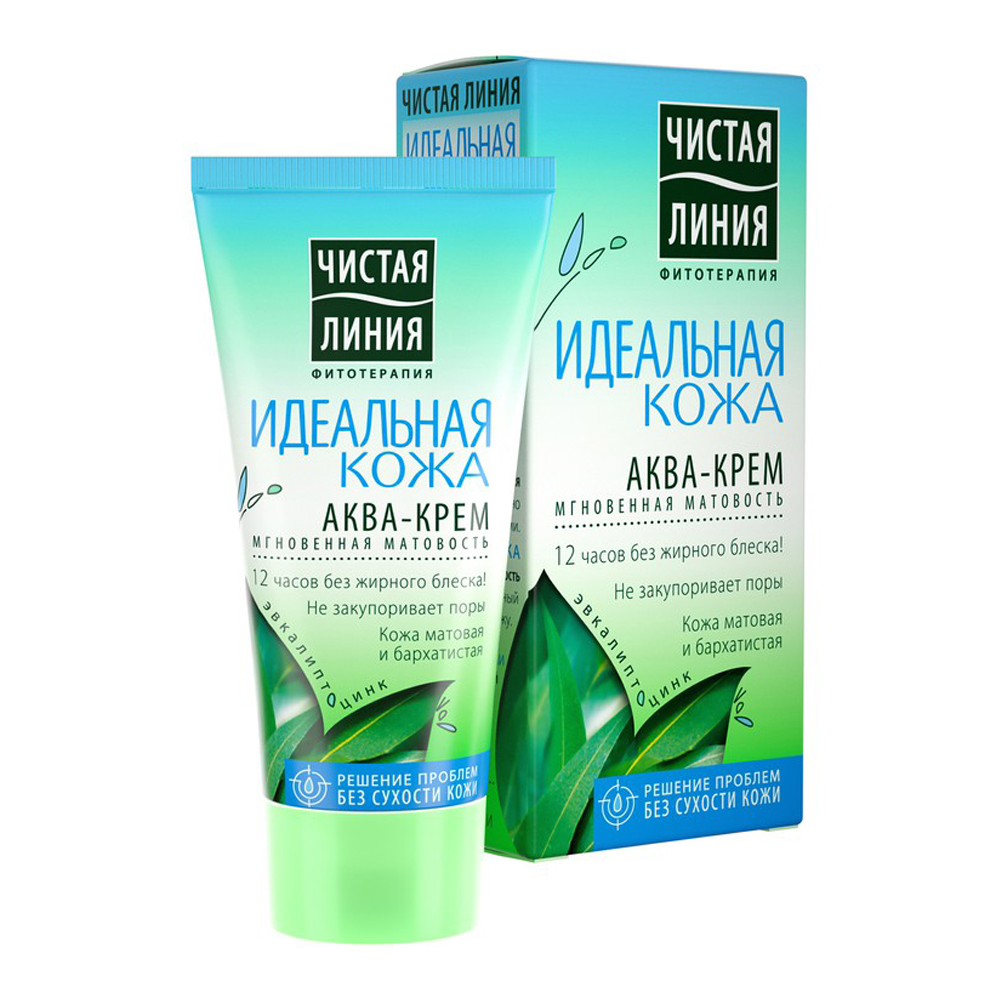 ЧИСТАЯ
ЛИНИЯ
ФИТОТЕРАПИЯ
ИДЕАЛЬНАЯ
КОЖА
АКВА-КРЕМ
МГНОВЕННАЯ МАТОВОСТЬ
12 часов без жирного блеска!
Не закупоривает поры
Кожа матовая
и бархатистая
эвкалипт
цинк
РЕШЕНИЕ ПРОБЛЕМ
БЕЗ СУХОСТИ КОЖИ
ЧИСТАЯ ЛИНИЯ
ИДЕАЛЬНАЯ
ЧИСТАЯ
ЛИНИЯ
ФИТОТЕРАПИЯ
ИДЕАЛЬНАЯ
КОЖА
АКВА-КРЕМ
МГНОВЕННАЯ МАТОВОСТЬ
12 часов без жирного блеска!
Не закупоривает поры
Кожа матовая
и бархатистая
эвкалипт
цинк
РЕШЕНИЕ ПРОБЛЕМ
БЕЗ СУХОСТИ КОЖИ